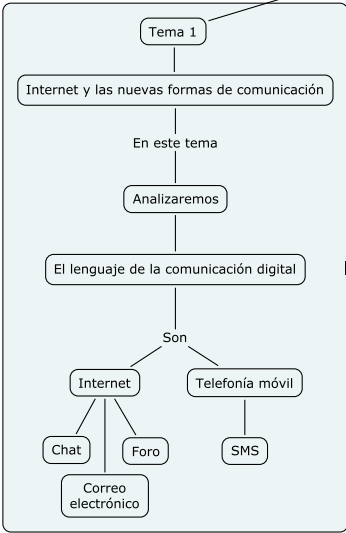 Tema 1
Internet y las nuevas formas de comunicación
En este tema
Analizaremos
El lenguaje de la comunicación digital
Son
Internet
Telefonía móvil
Chat
Foro
SMS
Correo
electrónico